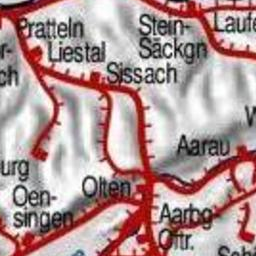 Pratteln
Stein-
Laufe
Säckgn
Liestal
Sissach
Aarau
Olten
Oen-
singen
Aarbg-
Oftr.